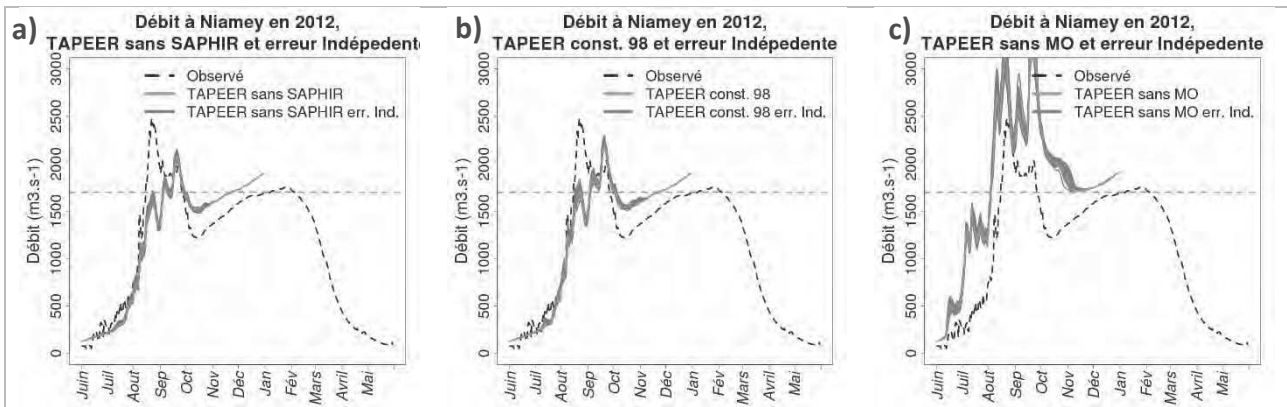 a)
Débit à Niamey en 2012,
TAPEER sans SAPHIR et erreur Indépedente
Observé
TAPEER sans SAPHIR
TAPEER sans SAPHIR err. Ind.
Débit (m3.s-1)
3000
2500
2000
1500
1000
500
0
Juin Juil Aout Sep Oct Nov Déc Jan Fév Mars Avril Mai
b)
Débit à Niamey en 2012,
TAPEER const. 98 et erreur Indépedente
Observé
TAPEER const. 98
TAPEER const. 98 err. Ind.
Débit (m3.s-1)
3000
2500
2000
1500
1000
500
0
Juin Juil Aout Sep Oct Nov Déc Jan Fév Mars Avril Mai
c)
Débit à Niamey en 2012,
TAPEER sans MO et erreur Indépedente
Observé
TAPEER sans MO
TAPEER sans MO err. Ind.
Débit (m3.s-1)
3000
2500
2000
1500
1000
500
0
Juin Juil Aout Sep Oct Nov Déc Jan Fév Mars Avril Mai